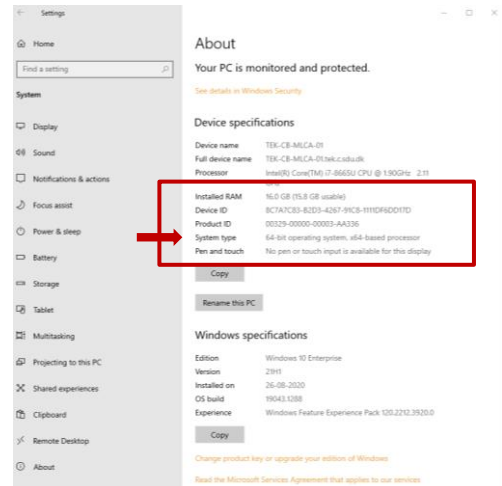 Settings
Home
Find a setting
System
Display
Sound
Notifications & actions
Focus assist
Power & sleep
Battery
Storage
Tablet
Multitasking
Projecting to this PC
Shared experiences
Clipboard
Remote Desktop
About
About
Your PC is monitored and protected.
See details in Windows Security
Device specifications
Device name TEK-CB-MLCA-01
Full device name TEK-CB-MLCA-01.tek.c.sdu.dk
Processor Intel(R) Core(TM) i7-8665U CPU @ 1.90GHz 2.11
Installed RAM 16.0 GB (15.8 GB usable)
Device ID 8C7A7C83-82D3-4267-91C8-1111DF6DD17D
Product ID 00329-00000-00003-AA336
System type 64-bit operating system, x64-based processor
Pen and touch No pen or touch input is available for this display
Copy
Rename this PC
Windows specifications
Edition Windows 10 Enterprise
Version 21H1
Installed on 26-08-2020
OS build 19043.1288
Experience Windows Feature Experience Pack 120.2212.3920.0
Copy
Change product key or upgrade your edition of Windows
Read the Microsoft Services Agreement that applies to our services